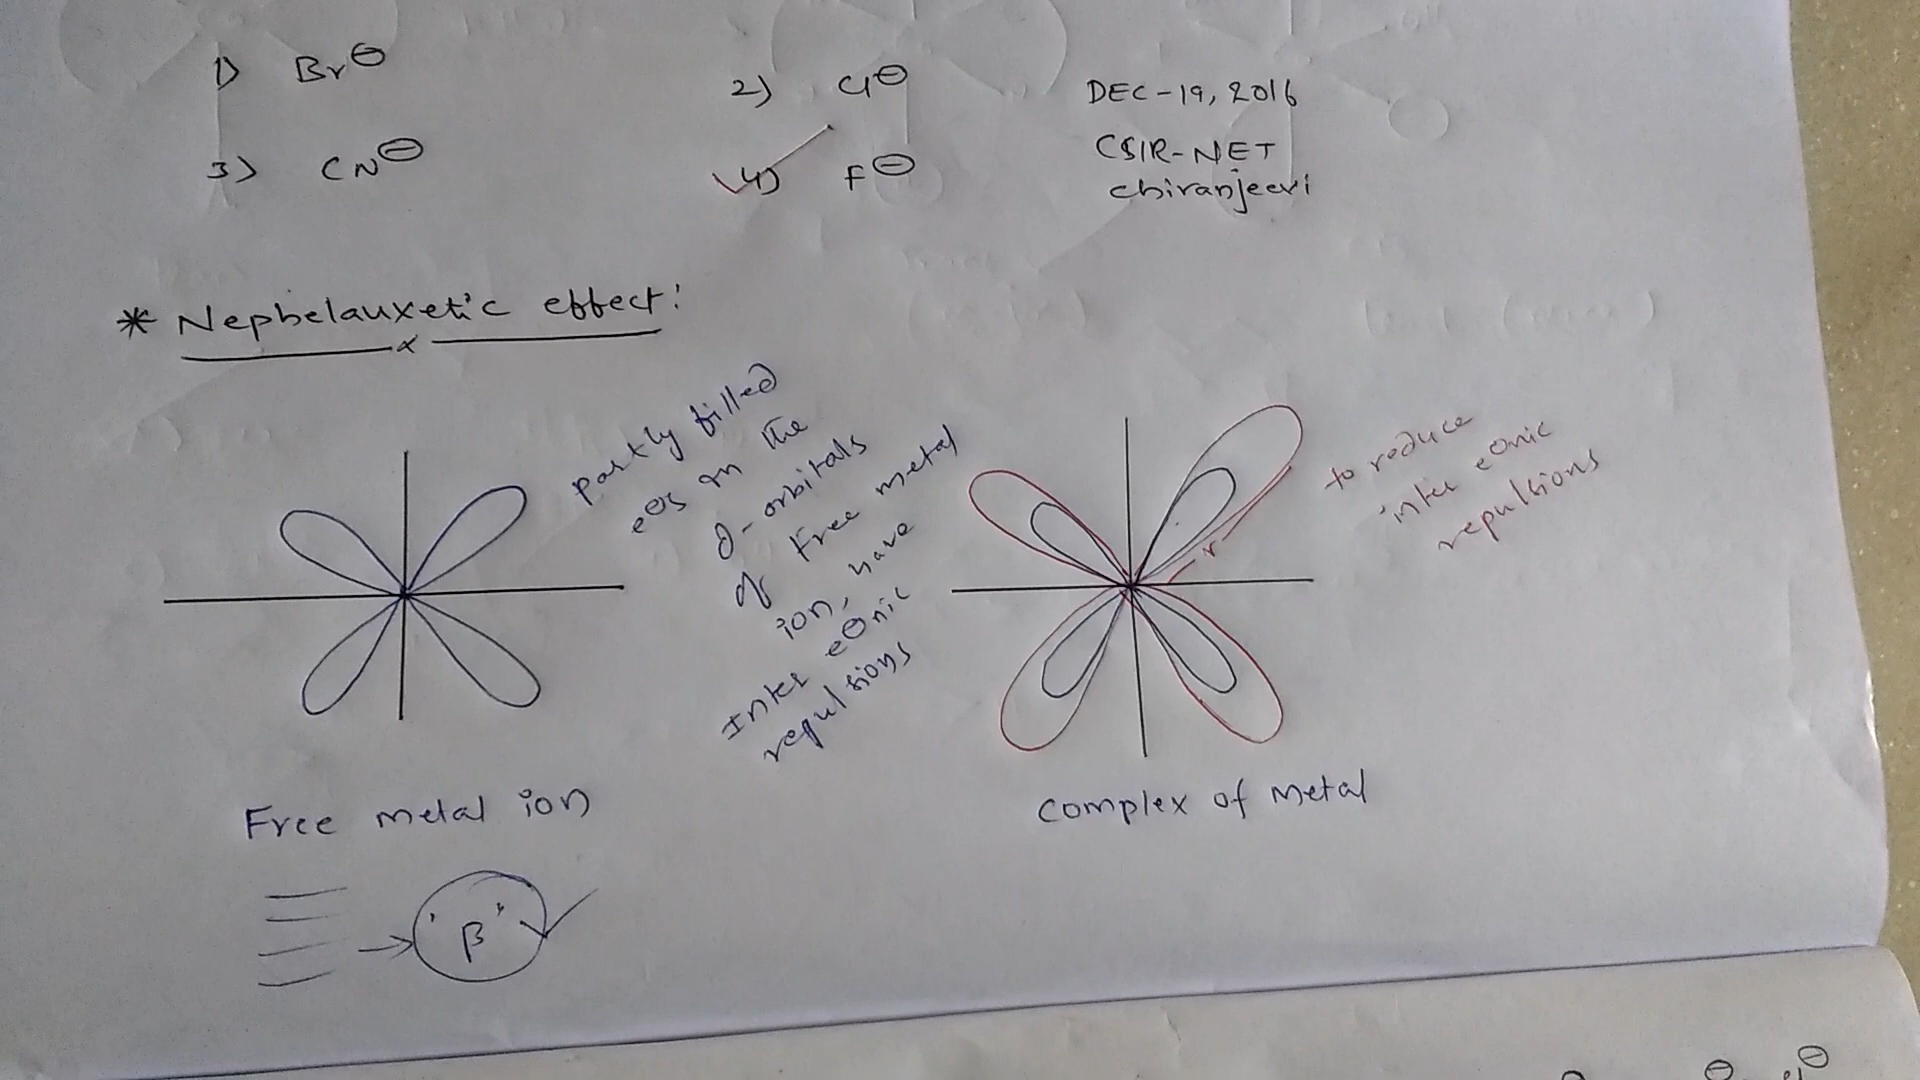 1) Br⊖
2) Cl⊖
3) CN⊖
4) F⊖
DEC-19, 2016
CSIR-NET
chiranjeevi
* Nephelauxetic effect:
partly filled
e⊖s in the
d-orbitals
of Free metal
ion, have
Inter e⊖nic
repulsions
to reduce
inter e⊖nic
repulsions
r
Free metal ion
Complex of metal
'β'